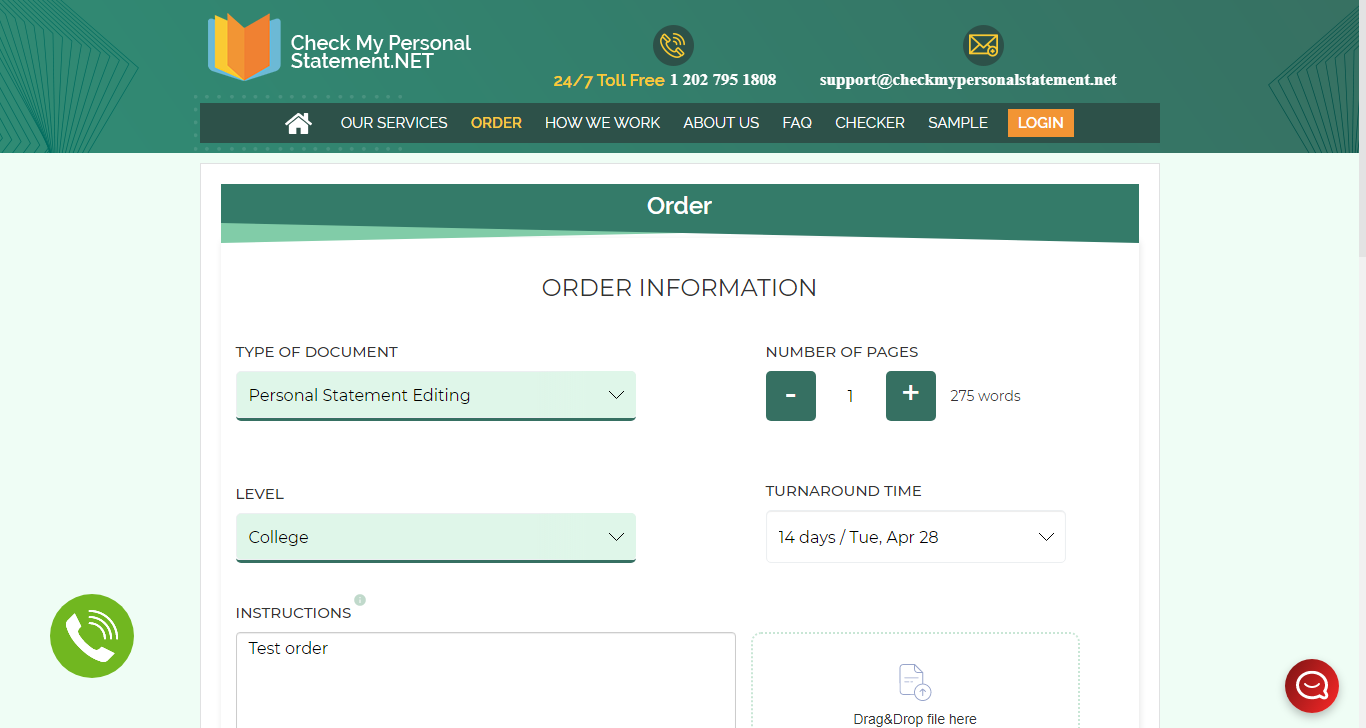 Check My Personal
Statement.NET
24/7 Toll Free 1 202 795 1808
support@checkmypersonalstatement.net
OUR SERVICES ORDER HOW WE WORK ABOUT US FAQ CHECKER SAMPLE LOGIN
Order
ORDER INFORMATION
TYPE OF DOCUMENT
Personal Statement Editing
NUMBER OF PAGES
- 1 + 275 words
LEVEL
College
TURNAROUND TIME
14 days / Tue, Apr 28
INSTRUCTIONS
Test order
Drag&Drop file here